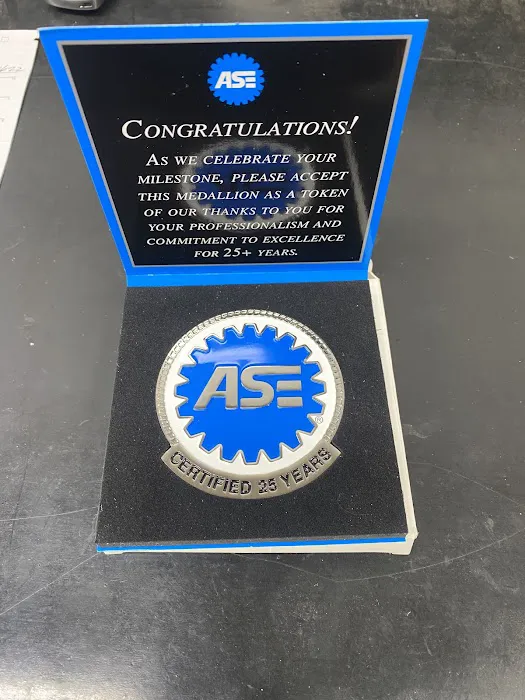 ASE
CONGRATULATIONS!
AS WE CELEBRATE YOUR
MILESTONE, PLEASE ACCEPT
THIS MEDALLION AS A TOKEN
OF OUR THANKS TO YOU FOR
YOUR PROFESSIONALISM AND
COMMITMENT TO EXCELLENCE
FOR 25+ YEARS.
ASE
®
CERTIFIED 25 YEARS